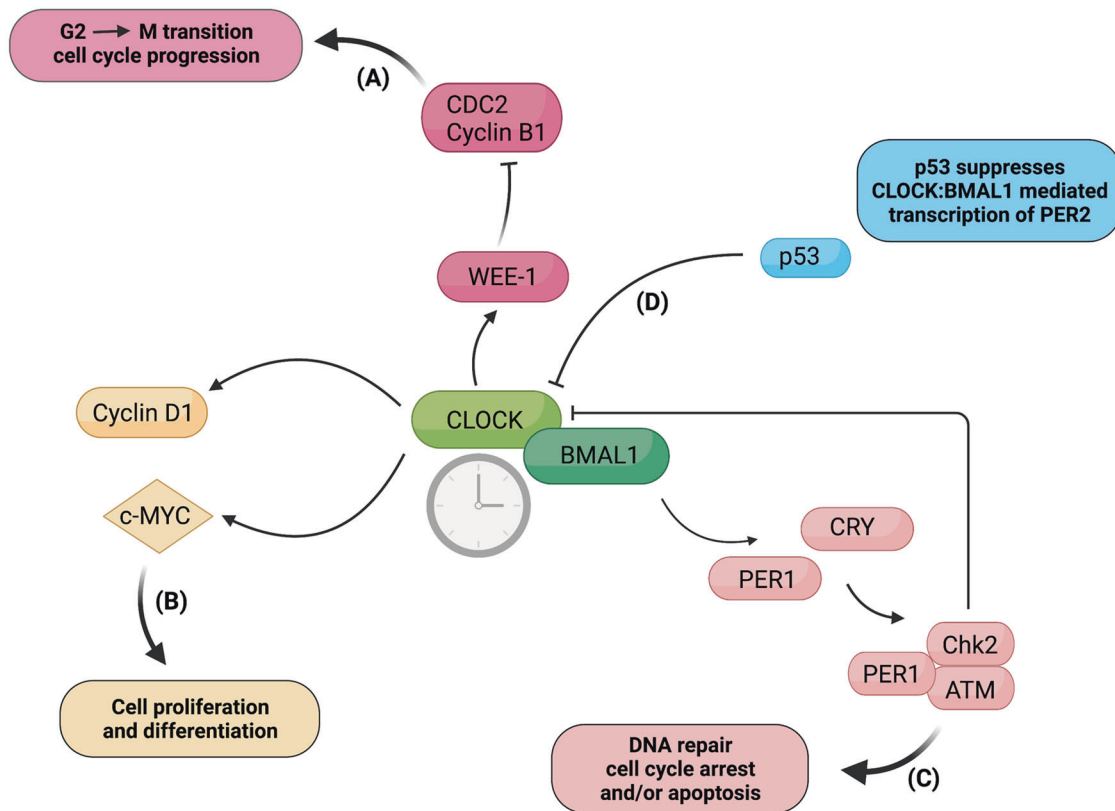 G2 → M transition
cell cycle progression
(A)
CDC2
Cyclin B1
p53 suppresses
CLOCK:BMAL1 mediated
transcription of PER2
p53
WEE-1
(D)
Cyclin D1
CLOCK
BMAL1
c-MYC
CRY
PER1
(B)
Chk2
PER1
ATM
Cell proliferation
and differentiation
DNA repair
cell cycle arrest
and/or apoptosis
(C)